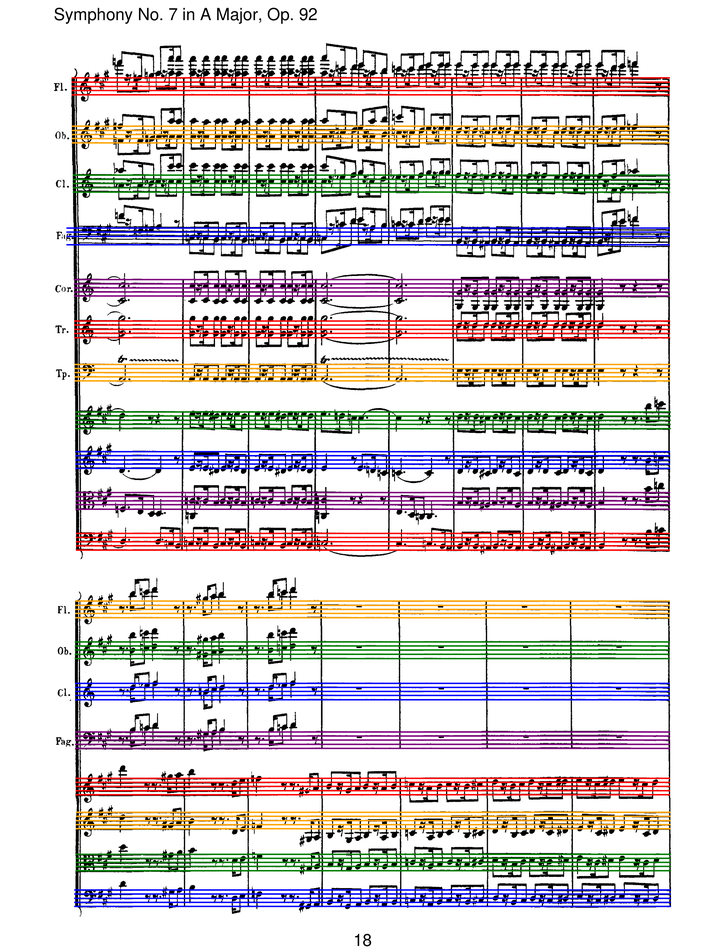 Symphony No. 7 in A Major, Op. 92
Fl.
Ob.
Cl.
Fag.
Cor.
Tr.
Tp.
Fl.
Ob.
Cl.
Fag.
18